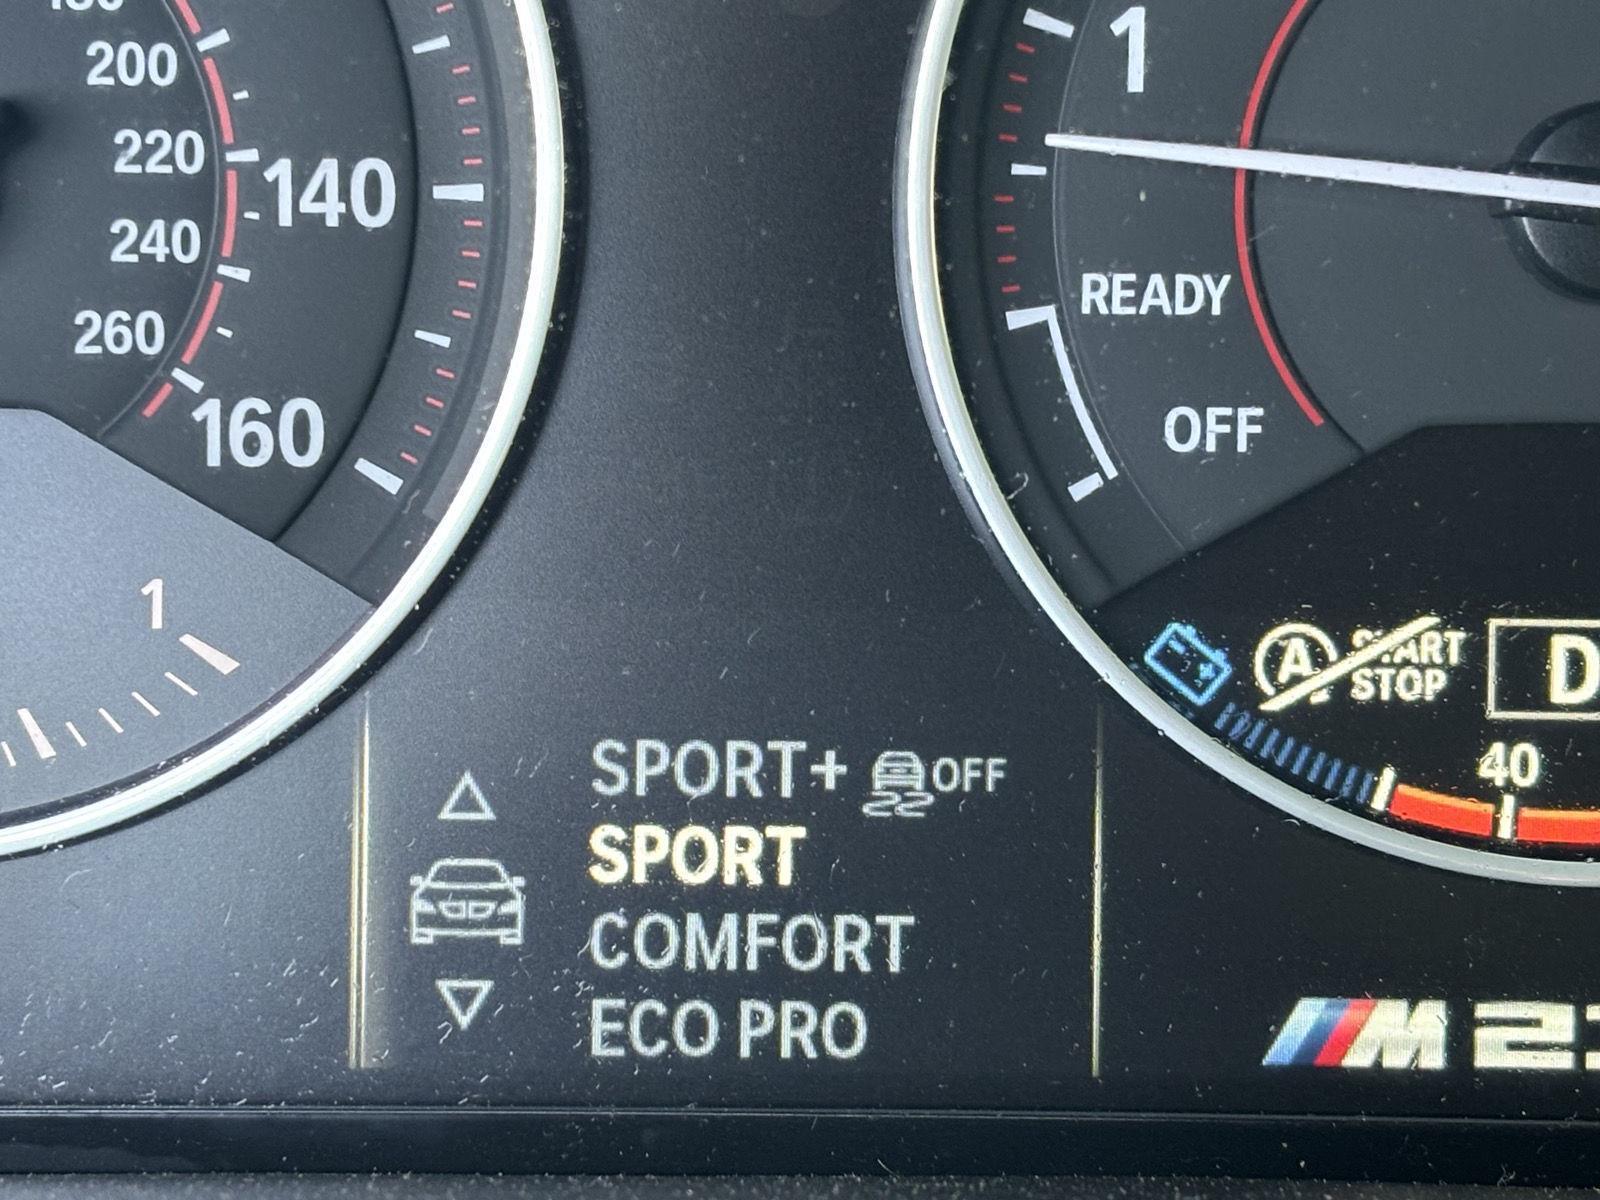 200
220
240
260
140
160
1
1
READY
OFF
A START STOP
D
40
SPORT+ OFF
SPORT
COMFORT
ECO PRO
M 2